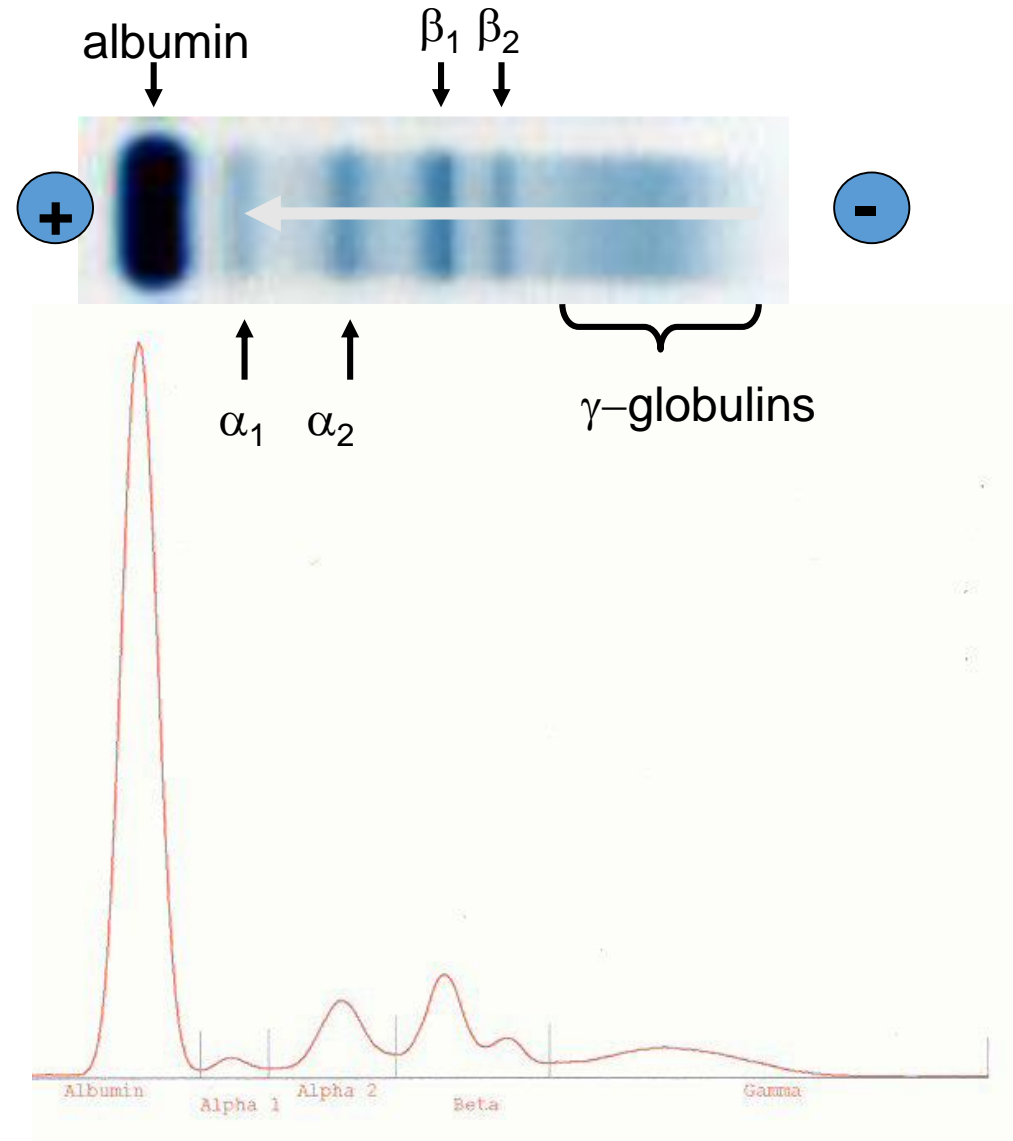 albumin
β₁ β₂
+
-
α₁ α₂
γ–globulins
Albumin
Alpha 1
Alpha 2
Beta
Gamma